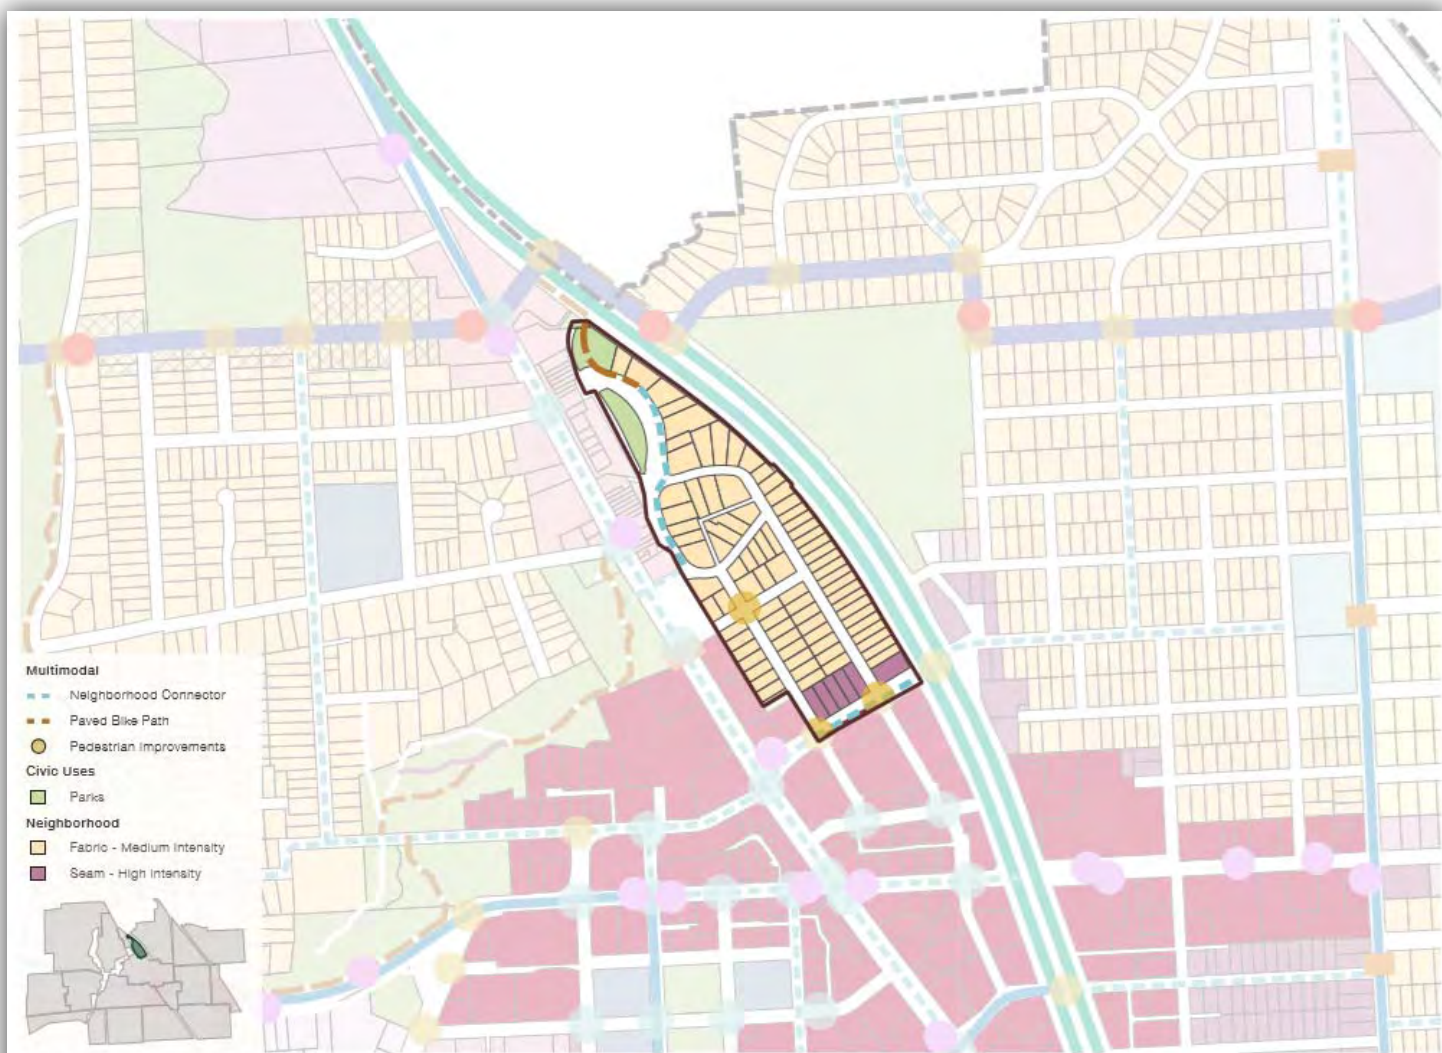 Multimodal
Neighborhood Connector
Paved Bike Path
Pedestrian Improvements
Civic Uses
Parks
Neighborhood
Fabric - Medium Intensity
Seam - High Intensity